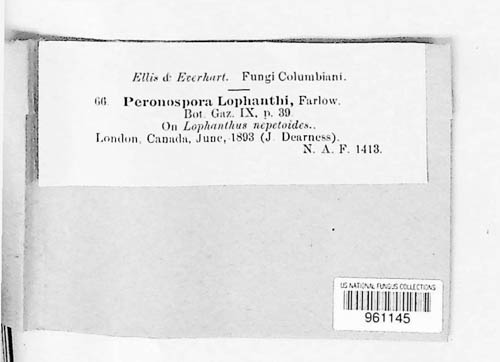 Ellis & Everhart. Fungi Columbiani.
66. Peronospora Lophanthi, Farlow.
Bot. Gaz. IX, p. 39.
On Lophanthus nepetoides.
London, Canada, June, 1893 (J. Dearness).
N. A. F. 1413.
US NATIONAL FUNGUS COLLECTIONS
961145